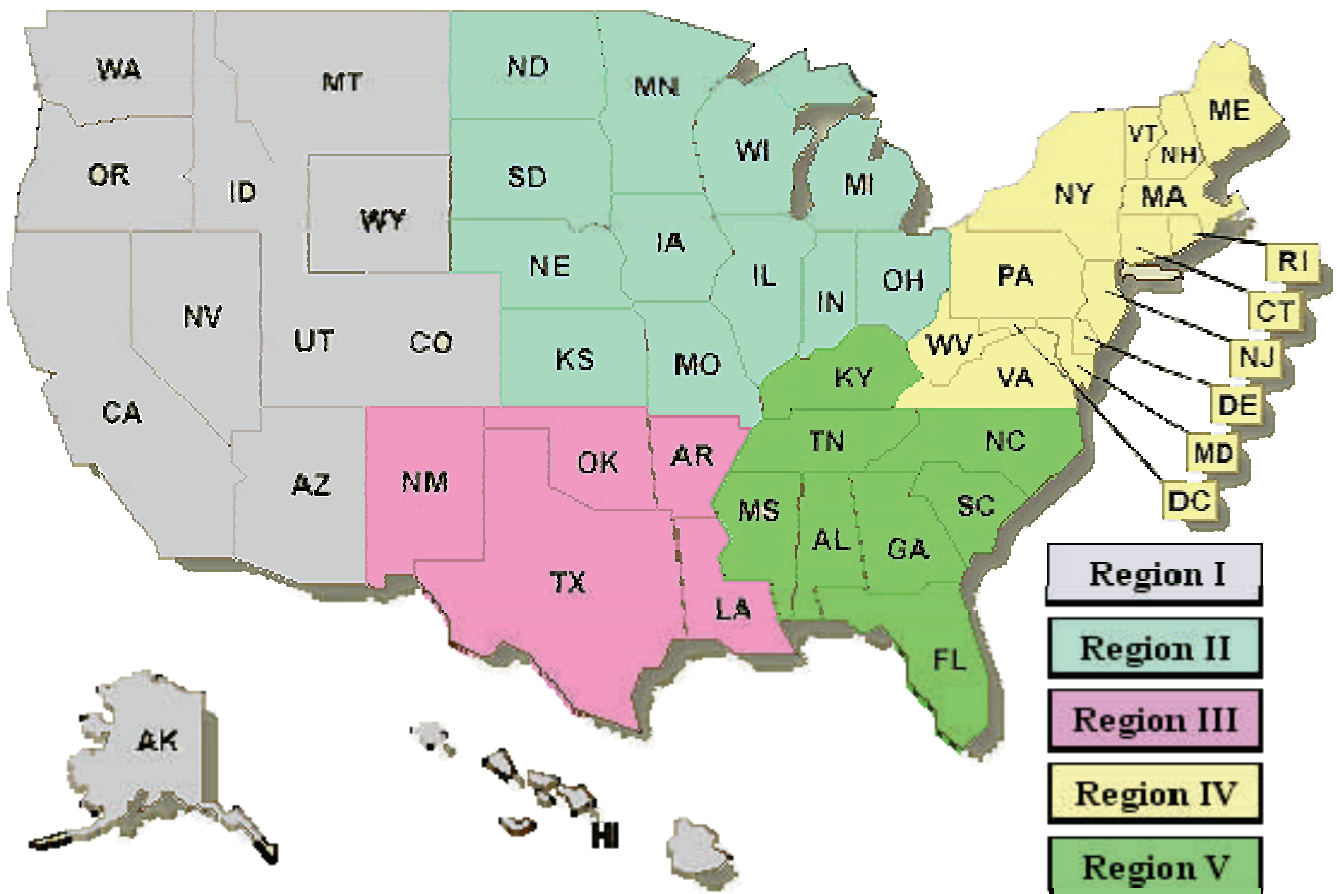 WA
MT
ND
MN
OR
ID
WY
SD
WI
MI
VT
NH
ME
NY
MA
NV
UT
CO
NE
IA
IL
IN
OH
PA
RI
CT
NJ
DE
MD
DC
CA
KS
MO
KY
WV
VA
AZ
NM
OK
AR
TN
NC
TX
LA
MS
AL
GA
SC
FL
AK
HI
Region I
Region II
Region III
Region IV
Region V